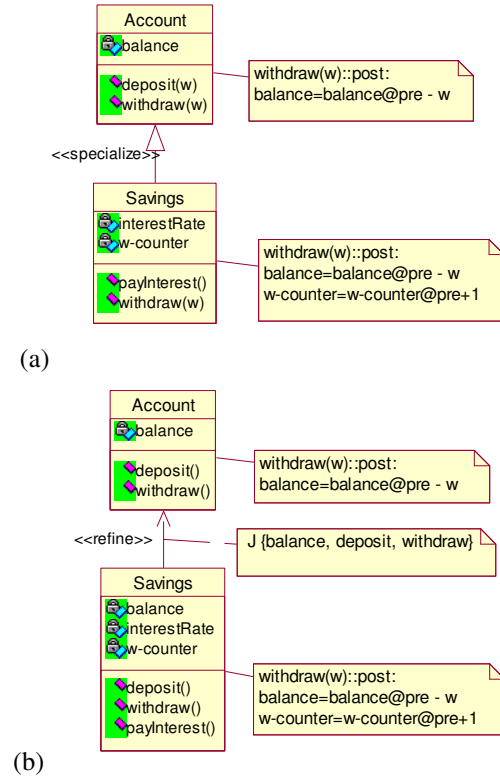 Account
balance
deposit(w)
withdraw(w)
withdraw(w)::post:
balance=balance@pre - w
<<specialize>>
Savings
interestRate
w-counter
payInterest()
withdraw(w)
withdraw(w)::post:
balance=balance@pre - w
w-counter=w-counter@pre+1
(a)
Account
balance
deposit()
withdraw()
withdraw(w)::post:
balance=balance@pre - w
<<refine>>
J {balance, deposit, withdraw}
Savings
balance
interestRate
w-counter
deposit()
withdraw()
payInterest()
withdraw(w)::post:
balance=balance@pre - w
w-counter=w-counter@pre+1
(b)